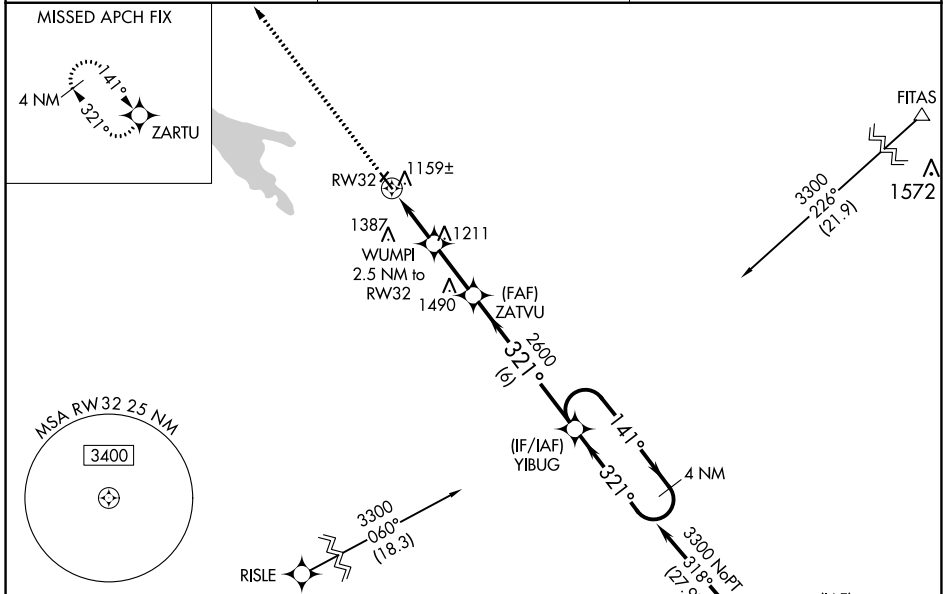 MISSED APCH FIX
4 NM
141°
321°
ZARTU
RW32
1159±
FITAS
1572
3300
226°
(21.9)
1387
1211
WUMPI
2.5 NM to
RW32
1490
(FAF)
ZATVU
2600
321°
(6)
MSA RW32 25 NM
3400
(IF/IAF)
YIBUG
141°
321°
4 NM
3300
060°
(18.3)
RISLE
3300 NoPT
318°